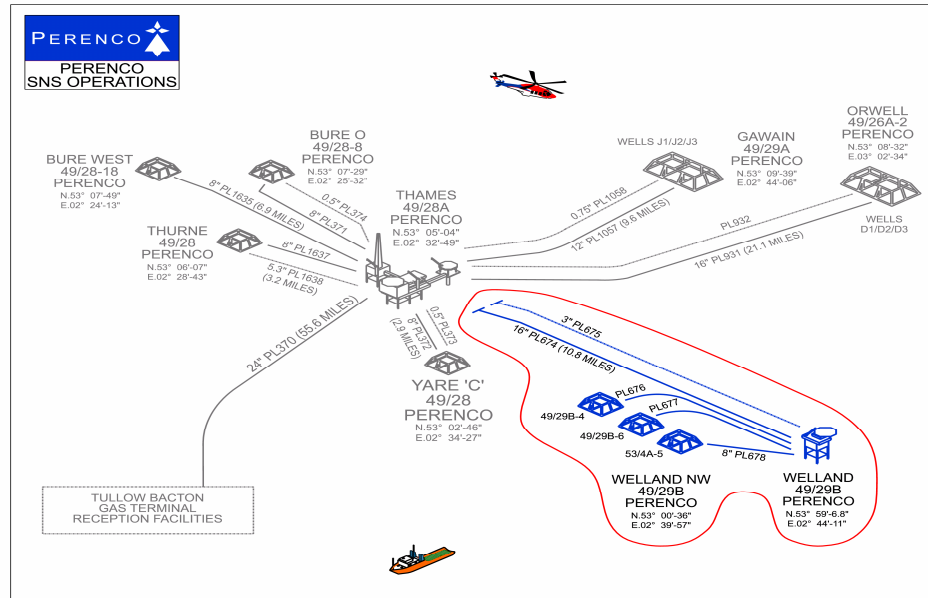 PERENCO
PERENCO
SNS OPERATIONS
BURE WEST
49/28-18
PERENCO
N.53° 07'-49"
E.02° 24'-13"
BURE O
49/28-8
PERENCO
N.53° 07'-29"
E.02° 25'-32"
THURNE
49/28
PERENCO
N.53° 06'-07"
E.02° 28'-43"
THAMES
49/28A
PERENCO
N.53° 05'-04"
E.02° 32'-49"
WELLS J1/J2/J3
GAWAIN
49/29A
PERENCO
N.53° 09'-39"
E.02° 44'-06"
ORWELL
49/26A-2
PERENCO
N.53° 08'-32"
E.03° 02'-34"
WELLS
D1/D2/D3
8" PL1635 (6.9 MILES)
0.5" PL374
8" PL371
8" PL1637
5.3" PL1638
(3.2 MILES)
0.75" PL1058
12" PL1057 (9.6 MILES)
PL932
16" PL931 (21.1 MILES)
24" PL370 (55.6 MILES)
0.5" PL373
8" PL372
(2.9 MILES)
YARE 'C'
49/28
PERENCO
N.53° 02'-46"
E.02° 34'-27"
3" PL675
16" PL674 (10.8 MILES)
PL676
PL677
8" PL678
49/29B-4
49/29B-6
53/4A-5
WELLAND NW
49/29B
PERENCO
N.53° 00'-36"
E.02° 39'-57"
WELLAND
49/29B
PERENCO
N.53° 59'-6.8"
E.02° 44'-11"
TULLOW BACTON
GAS TERMINAL
RECEPTION FACILITIES